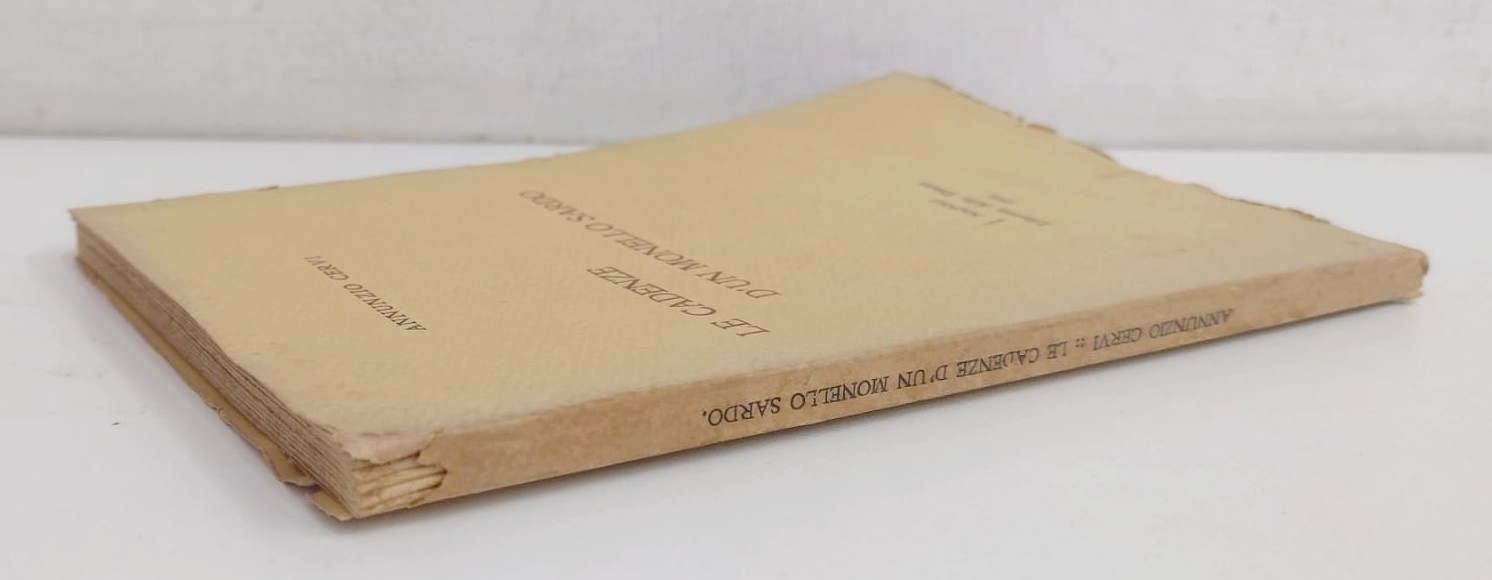 ANNUNZIO CERVI
LE CADENZE
D'UN MONELLO SARDO
ANNUNZIO CERVI :: LE CADENZE D'UN MONELLO SARDO.